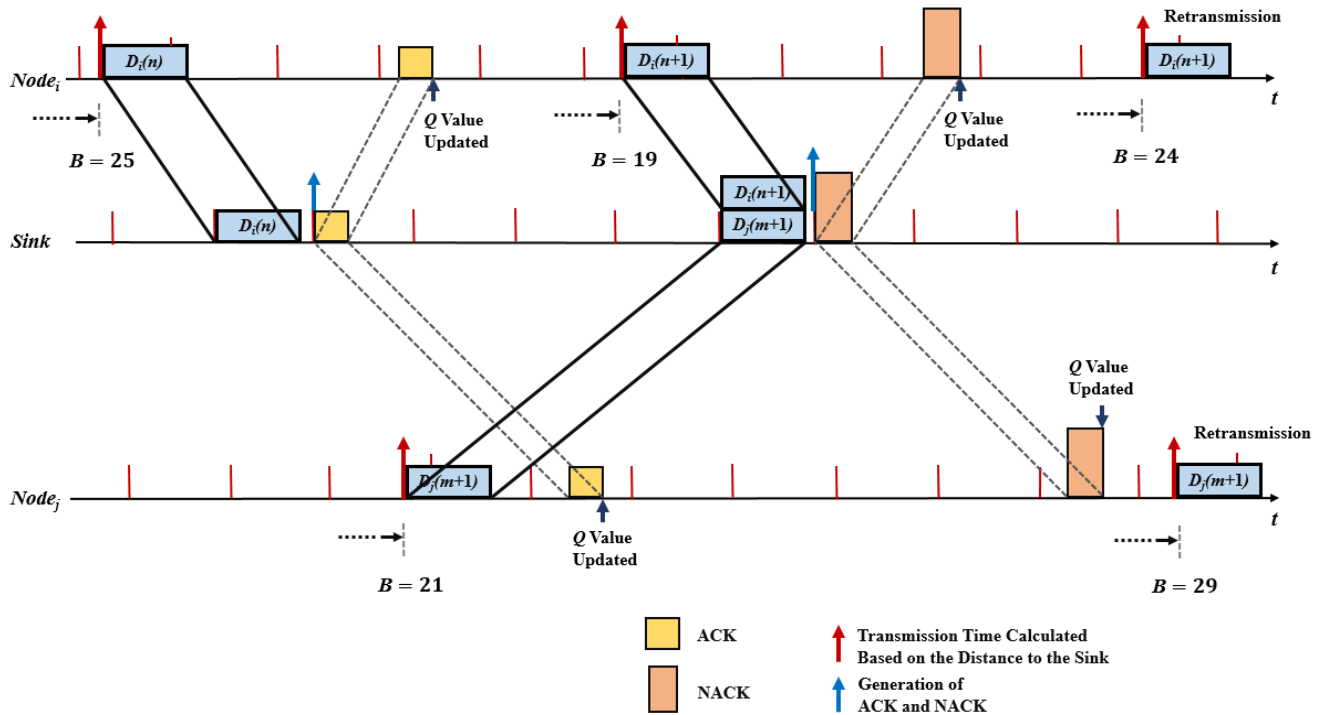 Retransmission
D_i(n)
D_i(n+1)
D_i(n+1)
Node_i
t
Q Value
Updated
Q Value
Updated
B = 25
B = 19
B = 24
D_i(n+1)
D_i(n)
D_j(m+1)
Sink
t
Q Value
Updated
Retransmission
D_j(m+1)
D_j(m+1)
Node_j
t
Q Value
Updated
B = 21
B = 29
ACK
Transmission Time Calculated
Based on the Distance to the Sink
NACK
Generation of
ACK and NACK